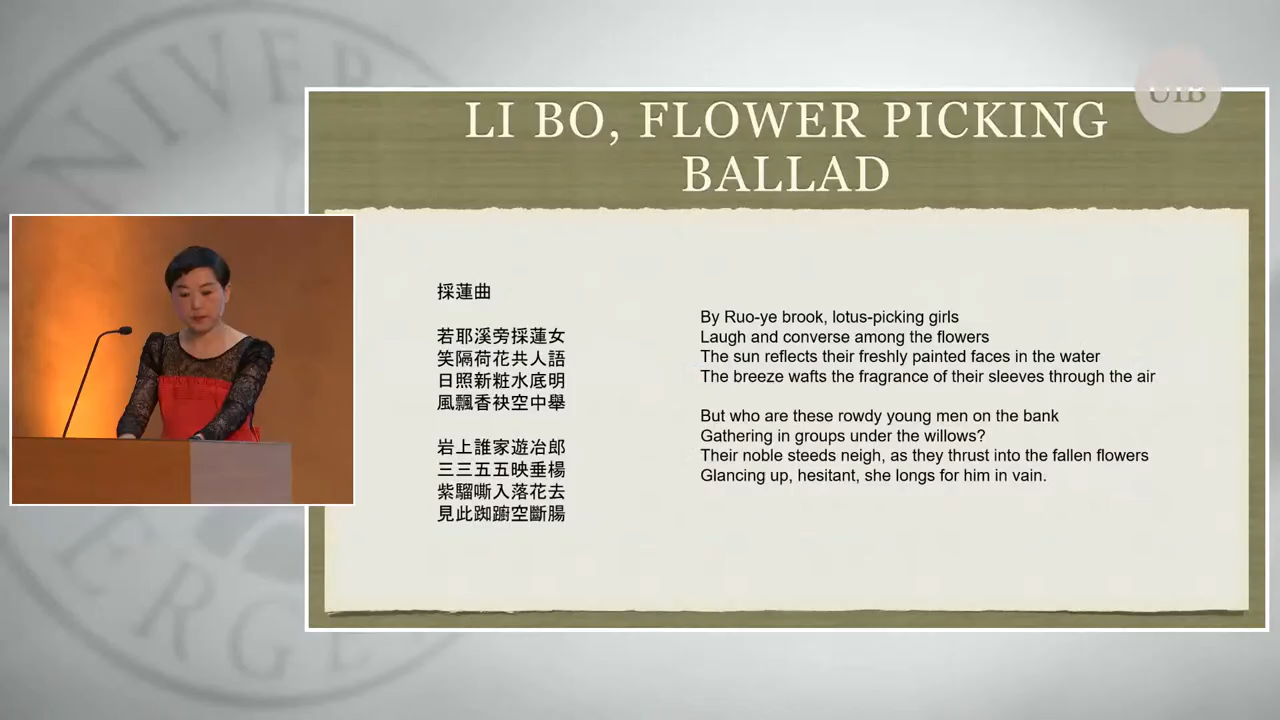 UNIVER
ERGE
UIB
LI BO, FLOWER PICKING
BALLAD
採蓮曲
若耶溪旁採蓮女
笑隔荷花共人語
日照新粧水底明
風飄香袂空中舉
岩上誰家遊冶郎
三三五五映垂楊
紫騮嘶入落花去
見此踟躕空斷腸
By Ruo-ye brook, lotus-picking girls
Laugh and converse among the flowers
The sun reflects their freshly painted faces in the water
The breeze wafts the fragrance of their sleeves through the air
But who are these rowdy young men on the bank
Gathering in groups under the willows?
Their noble steeds neigh, as they thrust into the fallen flowers
Glancing up, hesitant, she longs for him in vain.